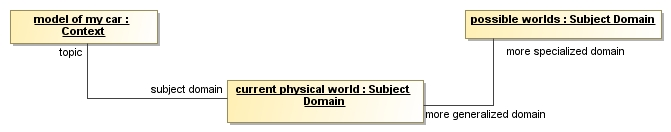 model of my car :
Context
possible worlds : Subject Domain
topic
more specialized domain
subject domain
current physical world : Subject
Domain
more generalized domain